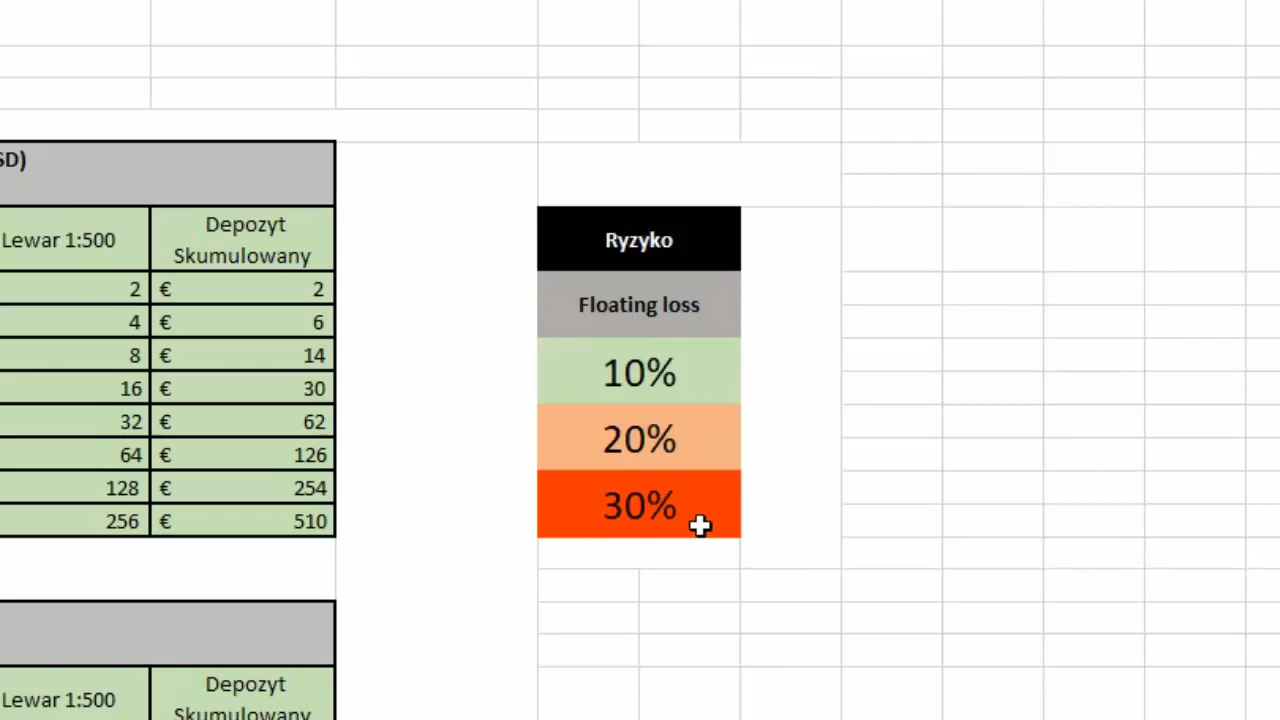 SD)
Lewar 1:500
Depozyt
Skumulowany
2 € 2
4 € 6
8 € 14
16 € 30
32 € 62
64 € 126
128 € 254
256 € 510
Ryzyko
Floating loss
10%
20%
30%
Lewar 1:500
Depozyt
Skumulowany